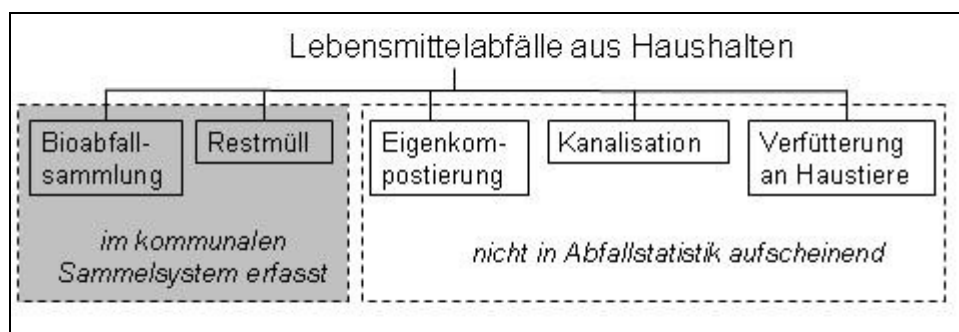 Lebensmittelabfälle aus Haushalten
Bioabfall-
sammlung
Restmüll
Eigenkom-
postierung
Kanalisation
Verfütterung
an Haustiere
im kommunalen
Sammelsystem erfasst
nicht in Abfallstatistik aufscheinend